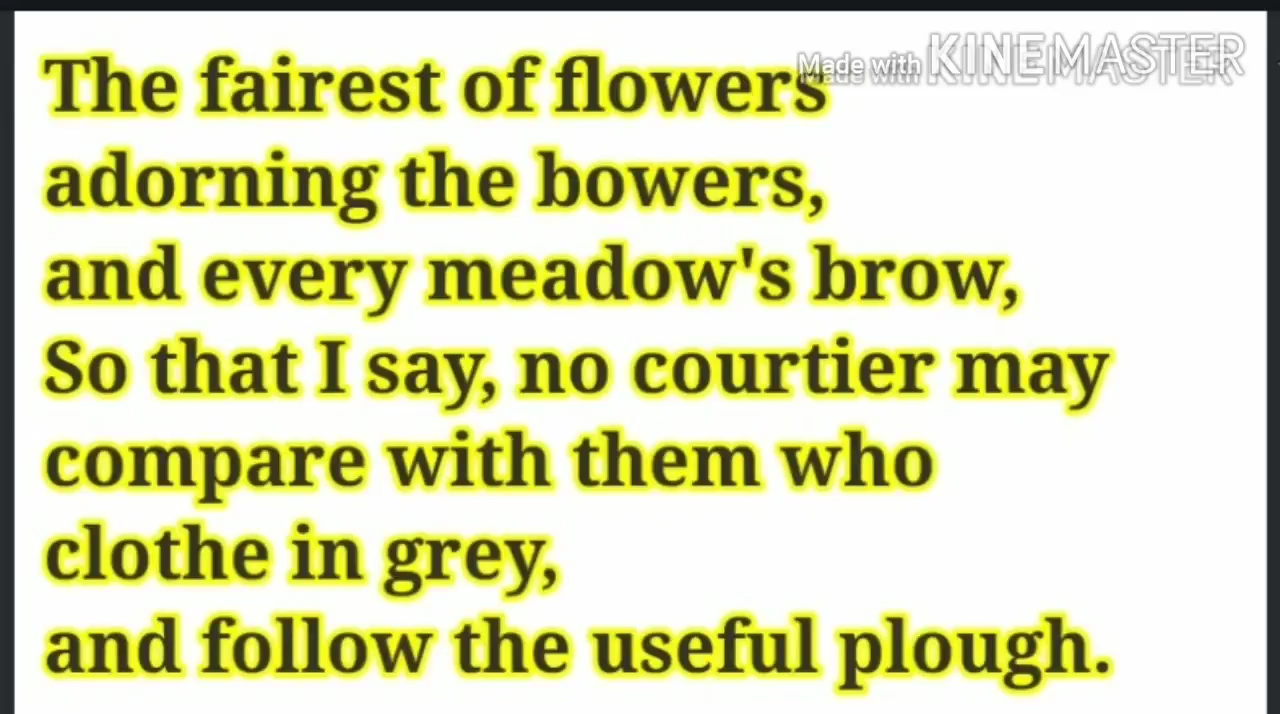 Made with KINEMASTER
The fairest of flowers
adorning the bowers,
and every meadow's brow,
So that I say, no courtier may
compare with them who
clothe in grey,
and follow the useful plough.